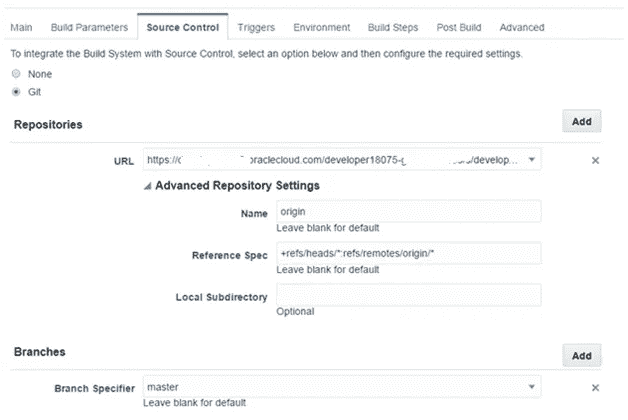 Main Build Parameters Source Control Triggers Environment Build Steps Post Build Advanced
To integrate the Build System with Source Control, select an option below and then configure the required settings.
None
Git
Repositories Add
URL https:// oraclecloud.com/developer18075- /develop...
Advanced Repository Settings
Name origin
Leave blank for default
Reference Spec +refs/heads/*:refs/remotes/origin/*
Leave blank for default
Local Subdirectory
Optional
Branches Add
Branch Specifier master
Leave blank for default